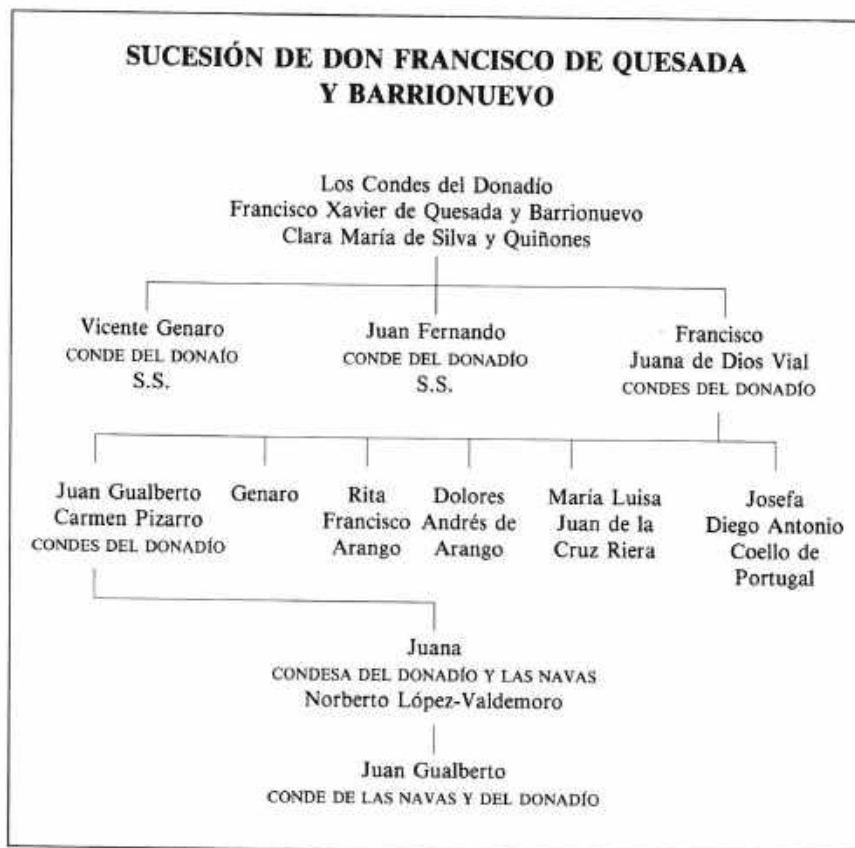 SUCESIÓN DE DON FRANCISCO DE QUESADA
Y BARRIONUEVO
Los Condes del Donadío
Francisco Xavier de Quesada y Barrionuevo
Clara María de Silva y Quiñones
Vicente Genaro
CONDE DEL DONAÍO
S.S.
Juan Fernando
CONDE DEL DONADÍO
S.S.
Francisco
Juana de Dios Vial
CONDES DEL DONADÍO
Juan Gualberto
Carmen Pizarro
CONDES DEL DONADÍO
Genaro
Rita
Francisco
Arango
Dolores
Andrés de
Arango
María Luisa
Juan de la
Cruz Riera
Josefa
Diego Antonio
Coello de
Portugal
Juana
CONDESA DEL DONADÍO Y LAS NAVAS
Norberto López-Valdemoro
Juan Gualberto
CONDE DE LAS NAVAS Y DEL DONADÍO